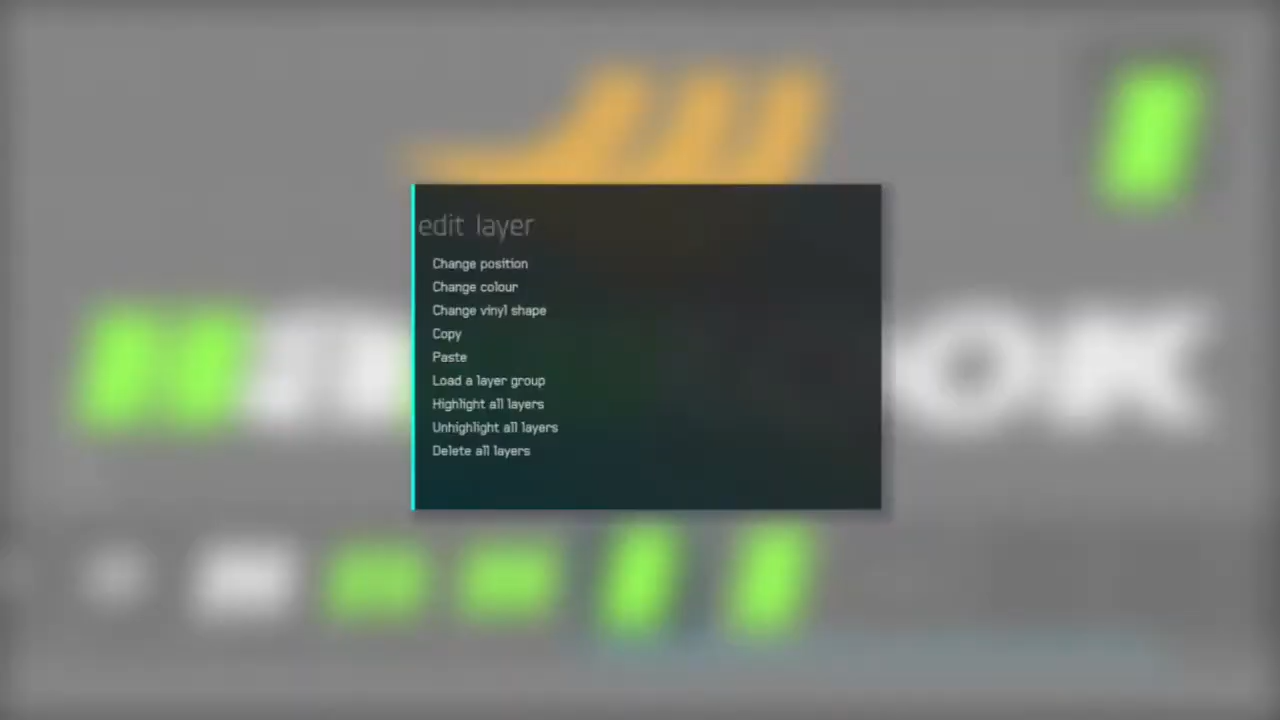 edit layer
Change position
Change colour
Change vinyl shape
Copy
Paste
Load a layer group
Highlight all layers
Unhighlight all layers
Delete all layers